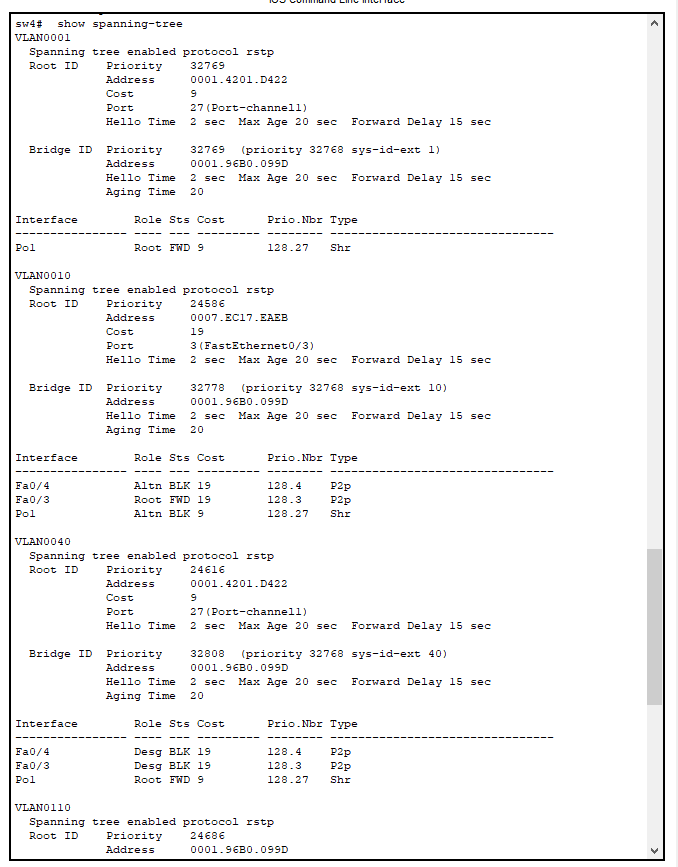 IOS Command Line Interface
sw4#  show spanning-tree
VLAN0001
  Spanning tree enabled protocol rstp
  Root ID    Priority    32769
             Address     0001.4201.D422
             Cost        9
             Port        27(Port-channel1)
             Hello Time  2 sec  Max Age 20 sec  Forward Delay 15 sec

  Bridge ID  Priority    32769  (priority 32768 sys-id-ext 1)
             Address     0001.96B0.099D
             Hello Time  2 sec  Max Age 20 sec  Forward Delay 15 sec
             Aging Time  20

Interface        Role Sts Cost      Prio.Nbr Type
---------------- ---- --- --------- -------- --------------------------------
Po1              Root FWD 9         128.27   Shr

VLAN0010
  Spanning tree enabled protocol rstp
  Root ID    Priority    24586
             Address     0007.EC17.EAEB
             Cost        19
             Port        3(FastEthernet0/3)
             Hello Time  2 sec  Max Age 20 sec  Forward Delay 15 sec

  Bridge ID  Priority    32778  (priority 32768 sys-id-ext 10)
             Address     0001.96B0.099D
             Hello Time  2 sec  Max Age 20 sec  Forward Delay 15 sec
             Aging Time  20

Interface        Role Sts Cost      Prio.Nbr Type
---------------- ---- --- --------- -------- --------------------------------
Fa0/4            Altn BLK 19        128.4    P2p
Fa0/3            Root FWD 19        128.3    P2p
Po1              Altn BLK 9         128.27   Shr

VLAN0040
  Spanning tree enabled protocol rstp
  Root ID    Priority    24616
             Address     0001.4201.D422
             Cost        9
             Port        27(Port-channel1)
             Hello Time  2 sec  Max Age 20 sec  Forward Delay 15 sec

  Bridge ID  Priority    32808  (priority 32768 sys-id-ext 40)
             Address     0001.96B0.099D
             Hello Time  2 sec  Max Age 20 sec  Forward Delay 15 sec
             Aging Time  20

Interface        Role Sts Cost      Prio.Nbr Type
---------------- ---- --- --------- -------- --------------------------------
Fa0/4            Desg BLK 19        128.4    P2p
Fa0/3            Desg BLK 19        128.3    P2p
Po1              Root FWD 9         128.27   Shr

VLAN0110
  Spanning tree enabled protocol rstp
  Root ID    Priority    24686
             Address     0001.96B0.099D